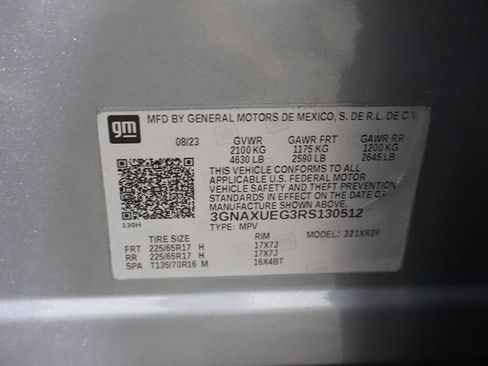 gm
MFD BY GENERAL MOTORS DE MEXICO, S. DE R.L. DE C.V.
08/23 GVWR GAWR FRT GAWR RR
2100 KG 1175 KG 1200 KG
4630 LB 2590 LB 2645 LB
THIS VEHICLE CONFORMS TO ALL
APPLICABLE U.S. FEDERAL MOTOR
VEHICLE SAFETY AND THEFT PREVENTION
STANDARDS IN EFFECT ON THE DATE OF
MANUFACTURE SHOWN ABOVE.
3GNAXUEG3RS130512
130H
TYPE: MPV MODEL: 321XR26
TIRE SIZE RIM
FRT 225/65R17 H 17X7J
RR 225/65R17 H 17X7J
SPA T135/70R16 M 16X4BT